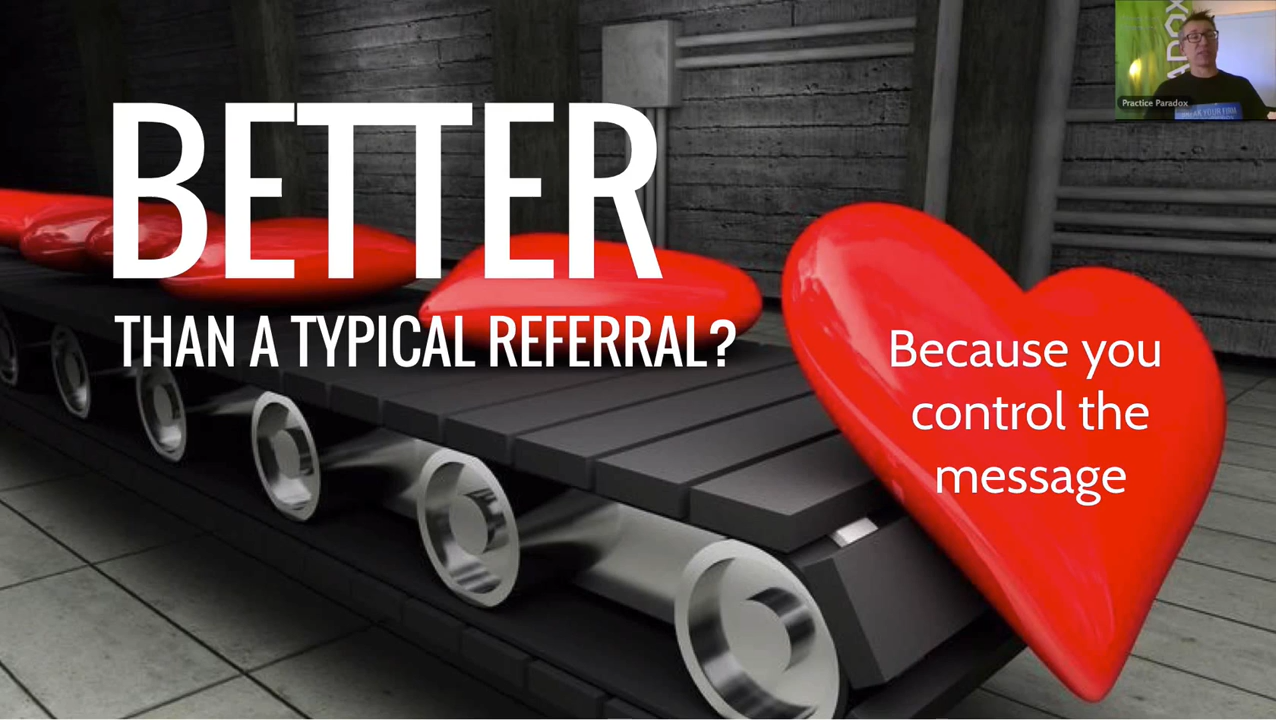 BETTER
THAN A TYPICAL REFERRAL?
Because you
control the
message
Practice Paradox